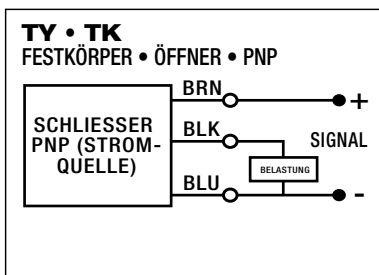 TY • TK
FESTKÖRPER • ÖFFNER • PNP
BRN
+
SCHLIESSER
PNP (STROM-
QUELLE)
BLK
SIGNAL
BELASTUNG
BLU
-